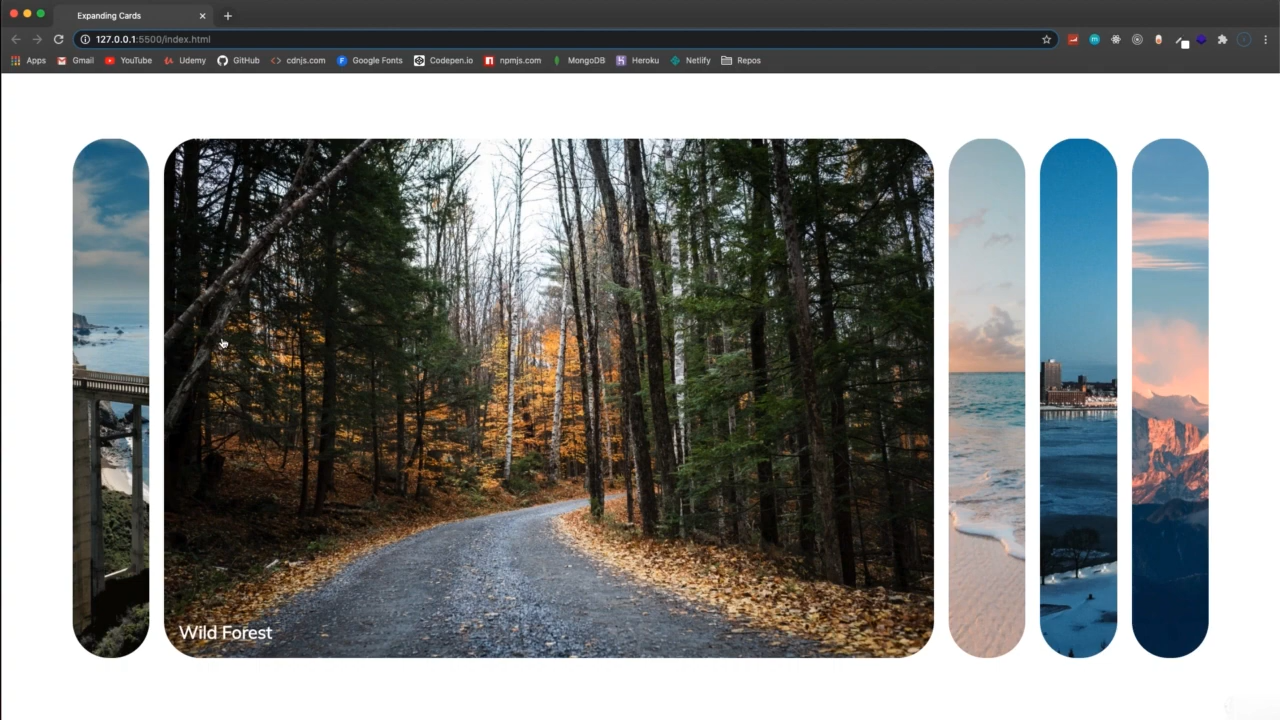 Expanding Cards
127.0.0.1:5500/index.html
Apps Gmail YouTube Udemy GitHub cdnjs.com Google Fonts Codepen.io npmjs.com MongoDB Heroku Netlify Repos
Wild Forest